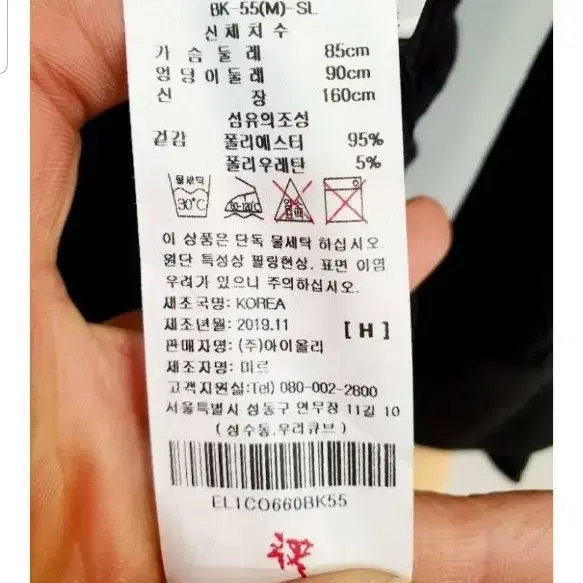 BK-55(M)-SL
신체치수
가슴둘레 85cm
엉덩이둘레 90cm
신장 160cm
섬유의조성
겉감 폴리에스터 95%
폴리우레탄 5%
물세탁
30℃
80-120℃
염소
표백
이 상품은 단독 물세탁 하십시오.
원단 특성상 필링현상, 표면 이염
우려가 있으니 주의하십시오.
제조국명: KOREA
제조년월: 2019.11
[H]
판매자명: (주)아이올리
제조자명: 미르
고객지원실:Tel) 080-002-2800
서울특별시 성동구 연무장 11길 10
(성수동,우리큐브)
EL1CO660BK55